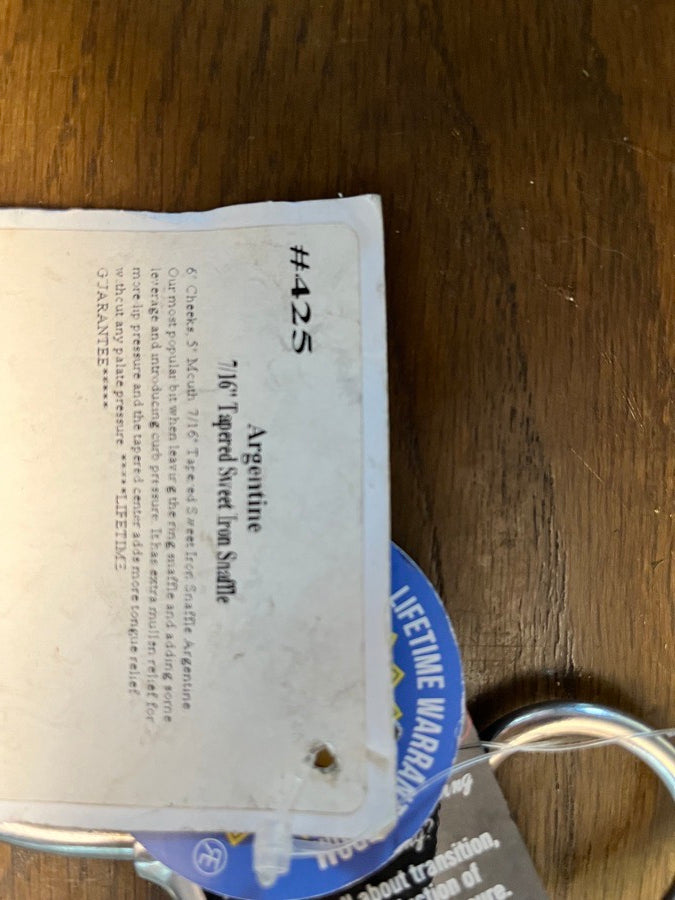 #425
Argentine
7/16" Tapered Sweet Iron Snaffle
6" Cheeks, 5" Mouth, 7/16" Tapered Sweet Iron Snaffle Argentine.
Our most popular bit when leaving the ring snaffle and adding some
leverage and introducing curb pressure. It has extra mullen relief for
more lip pressure and the tapered center adds more tongue relief
without any palate pressure. *****LIFETIME
GUARANTEE*****
LIFETIME WARRANT
about transition,